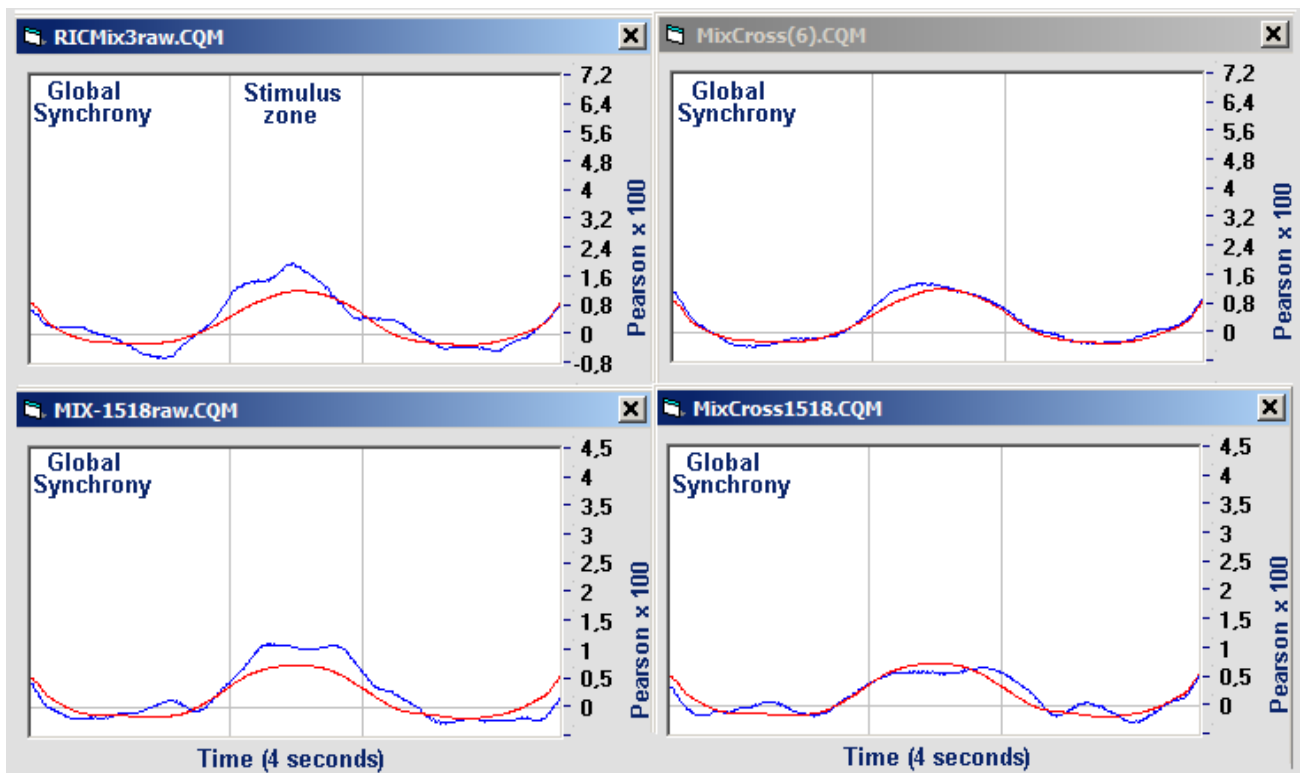 RICMix3raw.CQM
Global
Synchrony
Stimulus
zone
7,2
6,4
5,6
4,8
4
3,2
2,4
1,6
0,8
0
-0,8
Pearson x 100
MixCross(6).CQM
Global
Synchrony
7,2
6,4
5,6
4,8
4
3,2
2,4
1,6
0,8
0
Pearson x 100
MIX-1518raw.CQM
Global
Synchrony
4,5
4
3,5
3
2,5
2
1,5
1
0,5
0
Pearson x 100
Time (4 seconds)
MixCross1518.CQM
Global
Synchrony
4,5
4
3,5
3
2,5
2
1,5
1
0,5
0
Pearson x 100
Time (4 seconds)